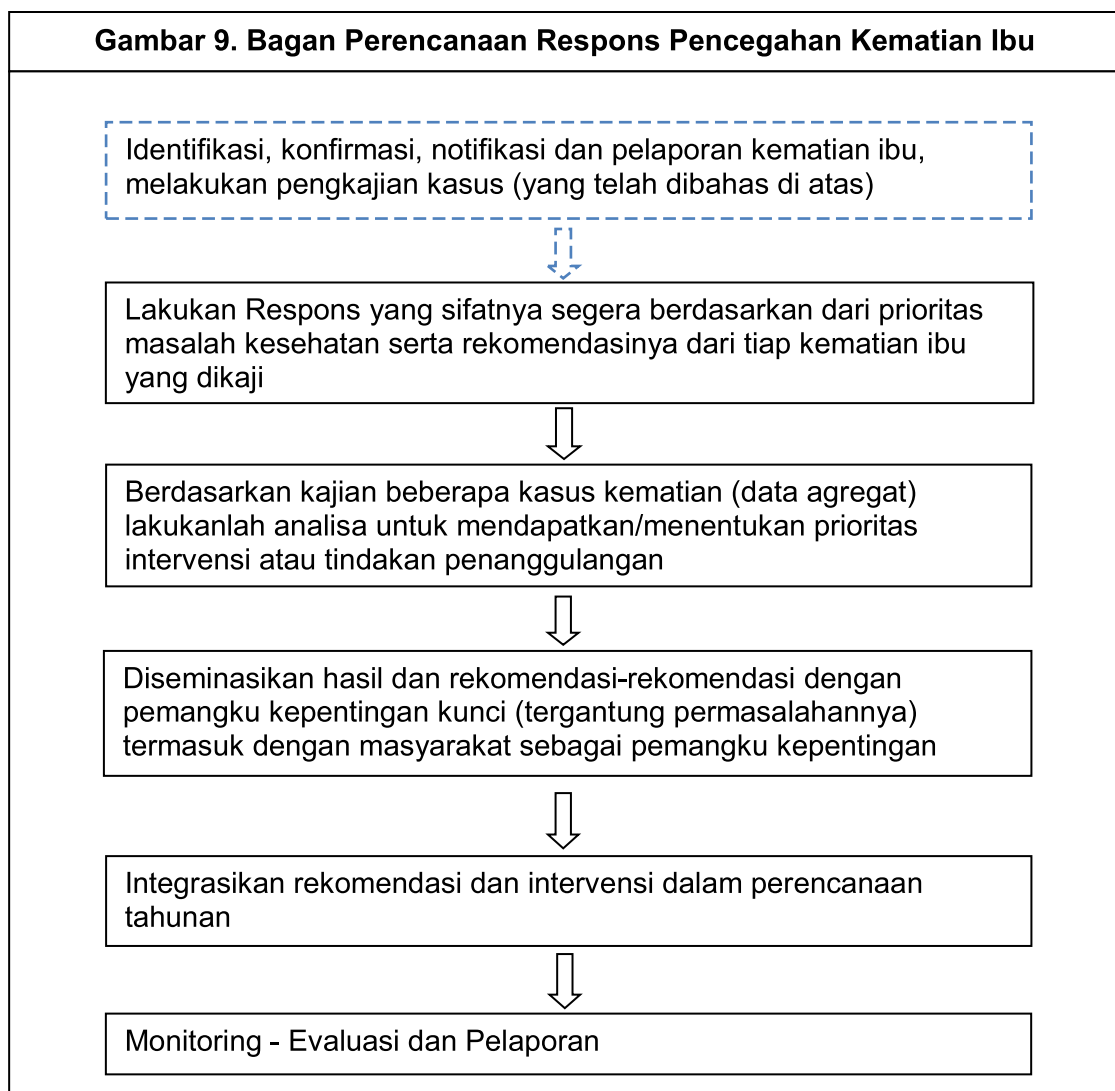 Gambar 9. Bagan Perencanaan Respons Pencegahan Kematian Ibu
Identifikasi, konfirmasi, notifikasi dan pelaporan kematian ibu,
melakukan pengkajian kasus (yang telah dibahas di atas)
Lakukan Respons yang sifatnya segera berdasarkan dari prioritas
masalah kesehatan serta rekomendasinya dari tiap kematian ibu
yang dikaji
Berdasarkan kajian beberapa kasus kematian (data agregat)
lakukanlah analisa untuk mendapatkan/menentukan prioritas
intervensi atau tindakan penanggulangan
Diseminasikan hasil dan rekomendasi-rekomendasi dengan
pemangku kepentingan kunci (tergantung permasalahannya)
termasuk dengan masyarakat sebagai pemangku kepentingan
Integrasikan rekomendasi dan intervensi dalam perencanaan
tahunan
Monitoring - Evaluasi dan Pelaporan